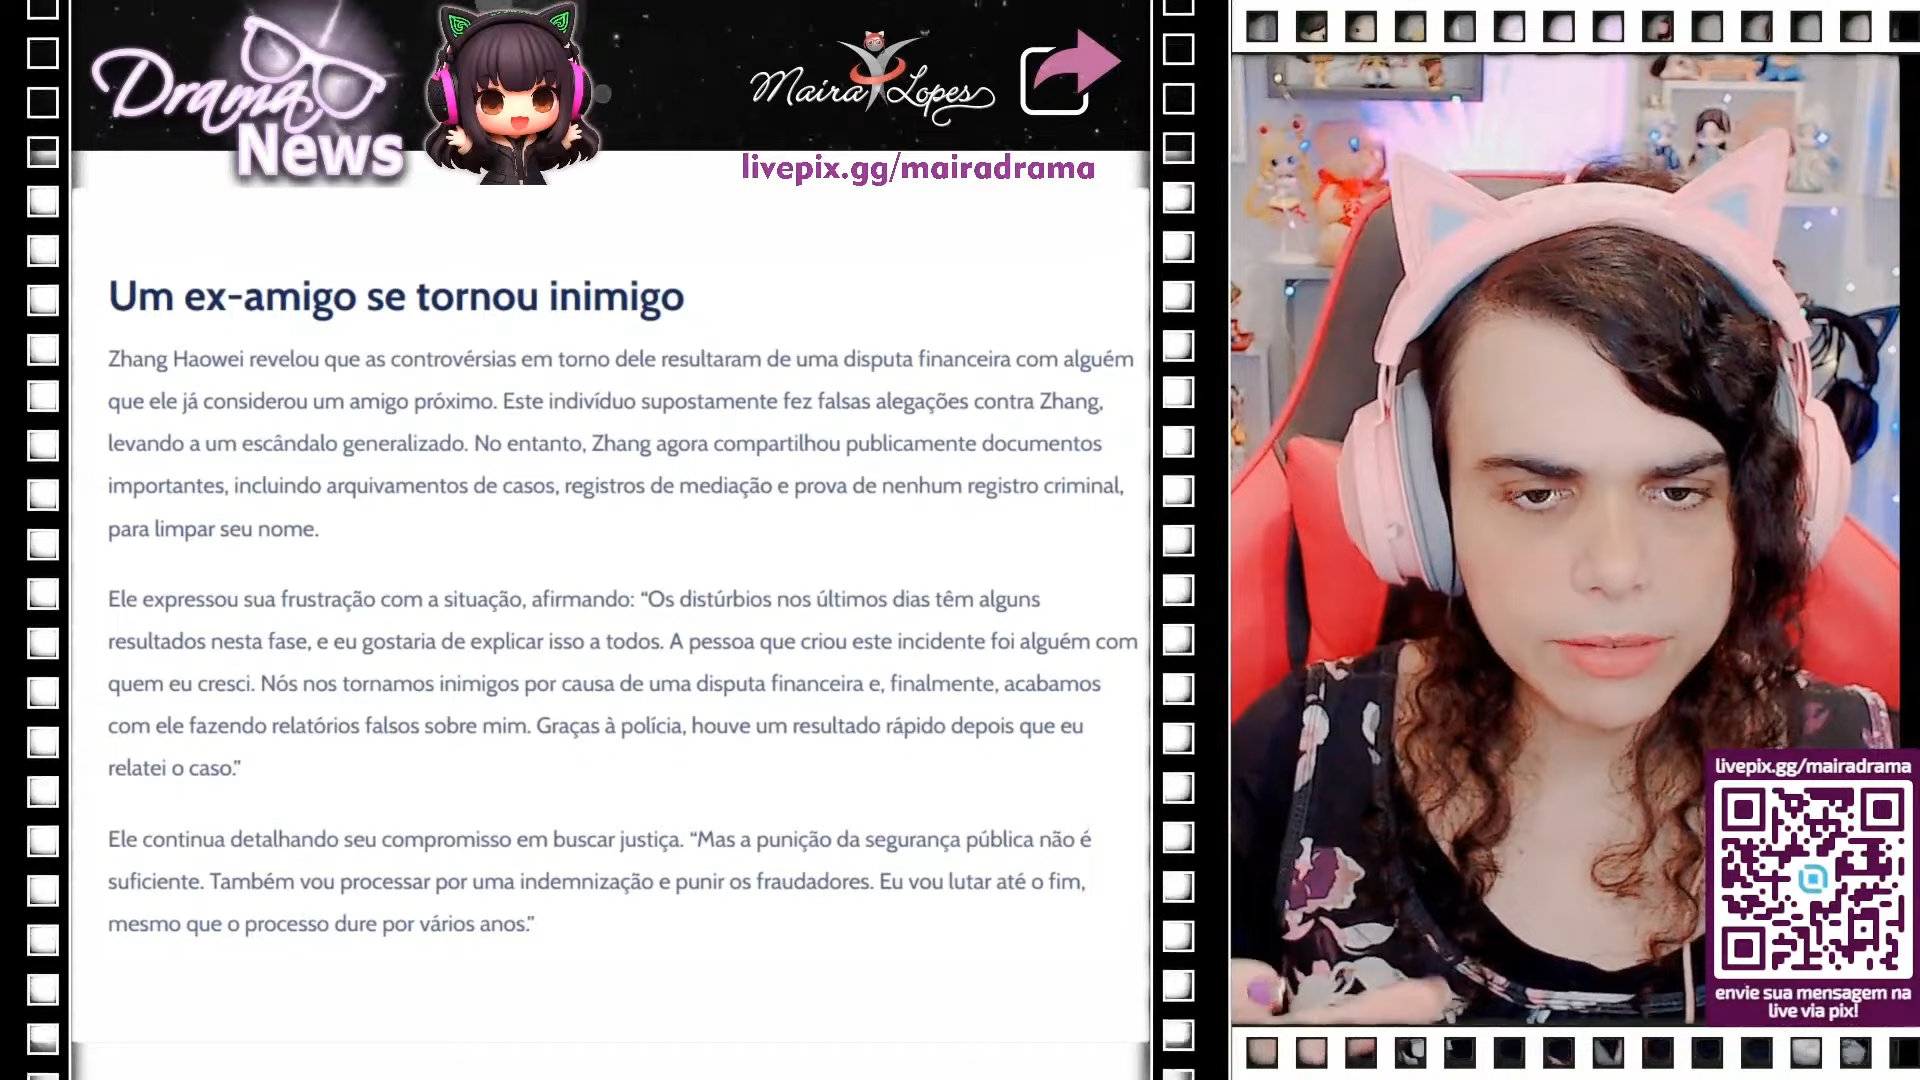 Drama
News
Maira Lopes
livepix.gg/mairadrama
Um ex-amigo se tornou inimigo
Zhang Haowei revelou que as controvérsias em torno dele resultaram de uma disputa financeira com alguém
que ele já considerou um amigo próximo. Este indivíduo supostamente fez falsas alegações contra Zhang,
levando a um escândalo generalizado. No entanto, Zhang agora compartilhou publicamente documentos
importantes, incluindo arquivamentos de casos, registros de mediação e prova de nenhum registro criminal,
para limpar seu nome.
Ele expressou sua frustração com a situação, afirmando: “Os distúrbios nos últimos dias têm alguns
resultados nesta fase, e eu gostaria de explicar isso a todos. A pessoa que criou este incidente foi alguém com
quem eu cresci. Nós nos tornamos inimigos por causa de uma disputa financeira e, finalmente, acabamos
com ele fazendo relatórios falsos sobre mim. Graças à polícia, houve um resultado rápido depois que eu
relatei o caso.”
Ele continua detalhando seu compromisso em buscar justiça. “Mas a punição da segurança pública não é
suficiente. Também vou processar por uma indemnização e punir os fraudadores. Eu vou lutar até o fim,
mesmo que o processo dure por vários anos.”
livepix.gg/mairadrama
envie sua mensagem na
live via pix!